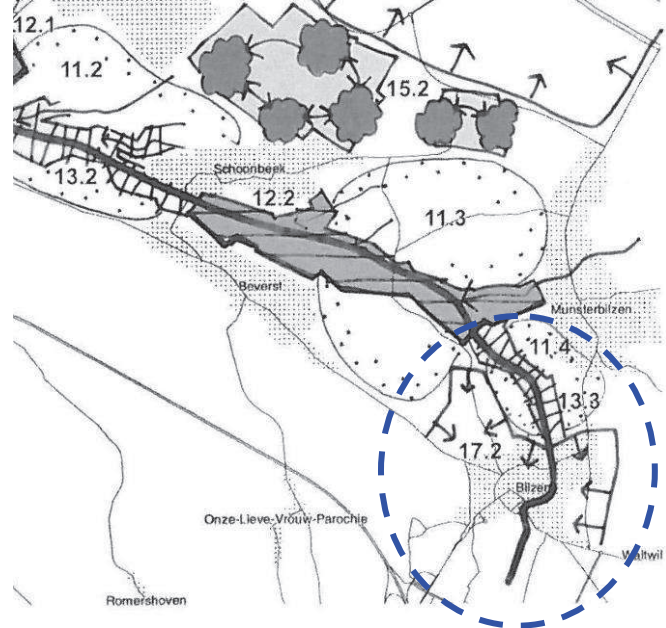 12.1
11.2
15.2
Schoonbeek
13.2
12.2
11.3
Beverst
Munsterbilzen
11.4
13.3
17.2
Bilzen
Onze-Lieve-Vrouw-Parochie
Waltwil
Romershoven